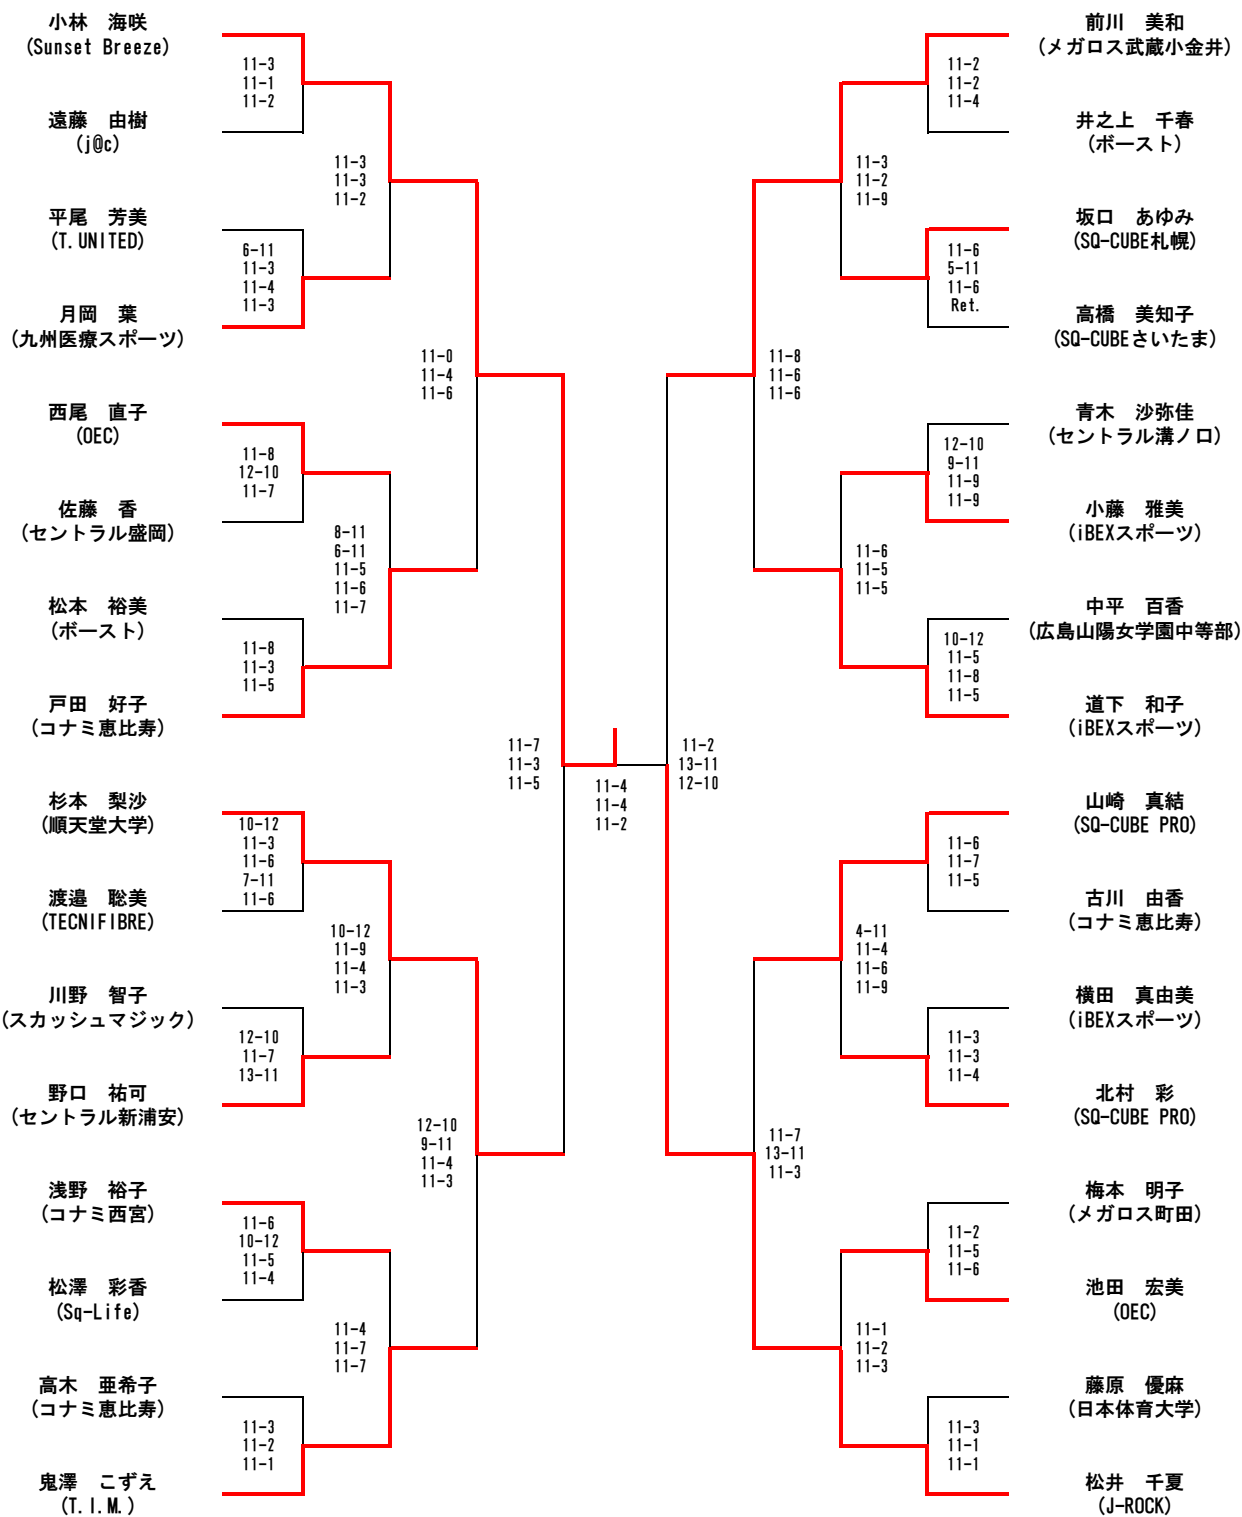 小林　海咲
(Sunset Breeze)
11-3
11-1
11-2
遠藤　由樹
(j@c)
11-3
11-3
11-2
平尾　芳美
(T.UNITED)
6-11
11-3
11-4
11-3
月岡　葉
(九州医療スポーツ)
11-0
11-4
11-6
西尾　直子
(OEC)
11-8
12-10
11-7
佐藤　香
(セントラル盛岡)
8-11
6-11
11-5
11-6
11-7
松本　裕美
(ボースト)
11-8
11-3
11-5
戸田　好子
(コナミ恵比寿)
11-7
11-3
11-5
杉本　梨沙
(順天堂大学)
10-12
11-3
11-6
7-11
11-6
渡邉　聡美
(TECNIFIBRE)
10-12
11-9
11-4
11-3
川野　智子
(スカッシュマジック)
12-10
11-7
13-11
野口　祐可
(セントラル新浦安)
12-10
9-11
11-4
11-3
浅野　裕子
(コナミ西宮)
11-6
10-12
11-5
11-4
松澤　彩香
(Sq-Life)
11-4
11-7
11-7
高木　亜希子
(コナミ恵比寿)
11-3
11-2
11-1
鬼澤　こずえ
(T.I.M.)
11-4
11-4
11-2
前川　美和
(メガロス武蔵小金井)
11-2
11-2
11-4
井之上　千春
(ボースト)
11-3
11-2
11-9
坂口　あゆみ
(SQ-CUBE札幌)
11-6
5-11
11-6
Ret.
高橋　美知子
(SQ-CUBEさいたま)
11-8
11-6
11-6
青木　沙弥佳
(セントラル溝ノ口)
12-10
9-11
11-9
11-9
小藤　雅美
(iBEXスポーツ)
11-6
11-5
11-5
中平　百香
(広島山陽女学園中等部)
10-12
11-5
11-8
11-5
道下　和子
(iBEXスポーツ)
11-2
13-11
12-10
山崎　真結
(SQ-CUBE PRO)
11-6
11-7
11-5
古川　由香
(コナミ恵比寿)
4-11
11-4
11-6
11-9
横田　真由美
(iBEXスポーツ)
11-3
11-3
11-4
北村　彩
(SQ-CUBE PRO)
11-7
13-11
11-3
梅本　明子
(メガロス町田)
11-2
11-5
11-6
池田　宏美
(OEC)
11-1
11-2
11-3
藤原　優麻
(日本体育大学)
11-3
11-1
11-1
松井　千夏
(J-ROCK)